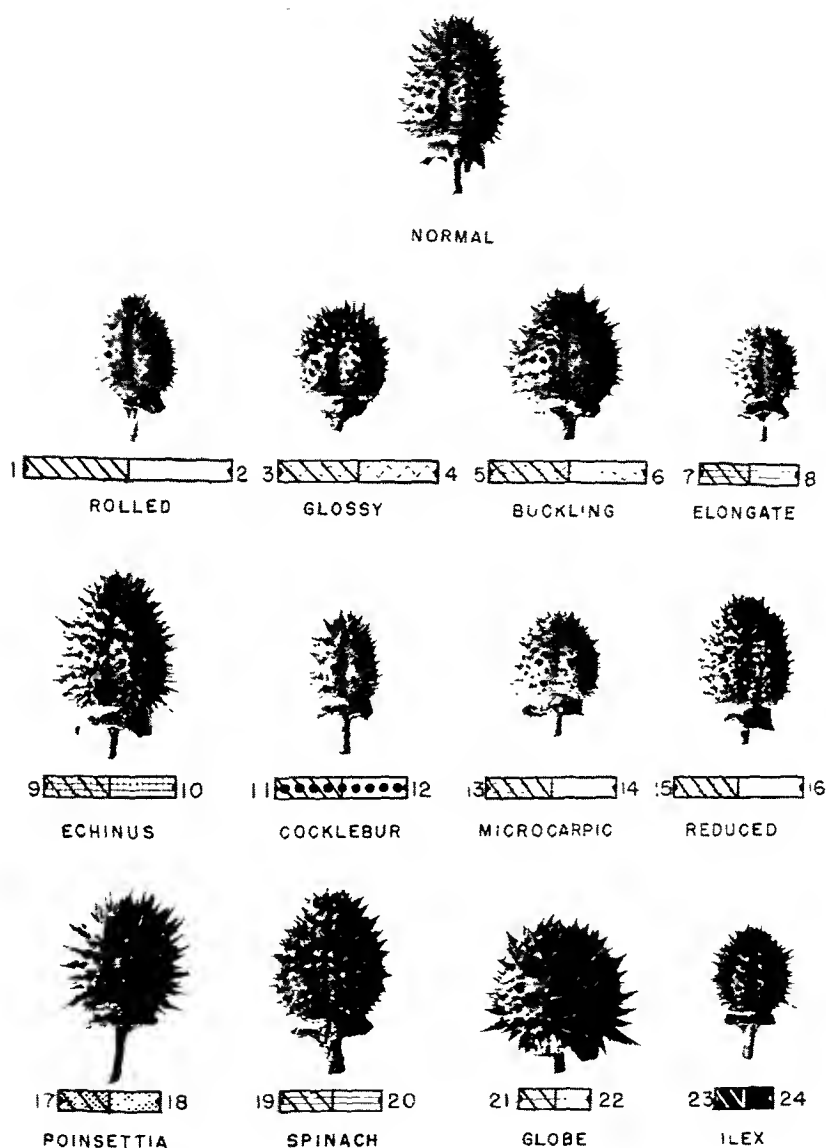 NORMAL
1 2 3 4 5 6 7 8
ROLLED GLOSSY BUCKLING ELONGATE
9 10 11 12 13 14 15 16
ECHINUS COCKLEBUR MICROCARPIC REDUCED
17 18 19 20 21 22 23 24
POINSETTIA SPINACH GLOBE ILEX